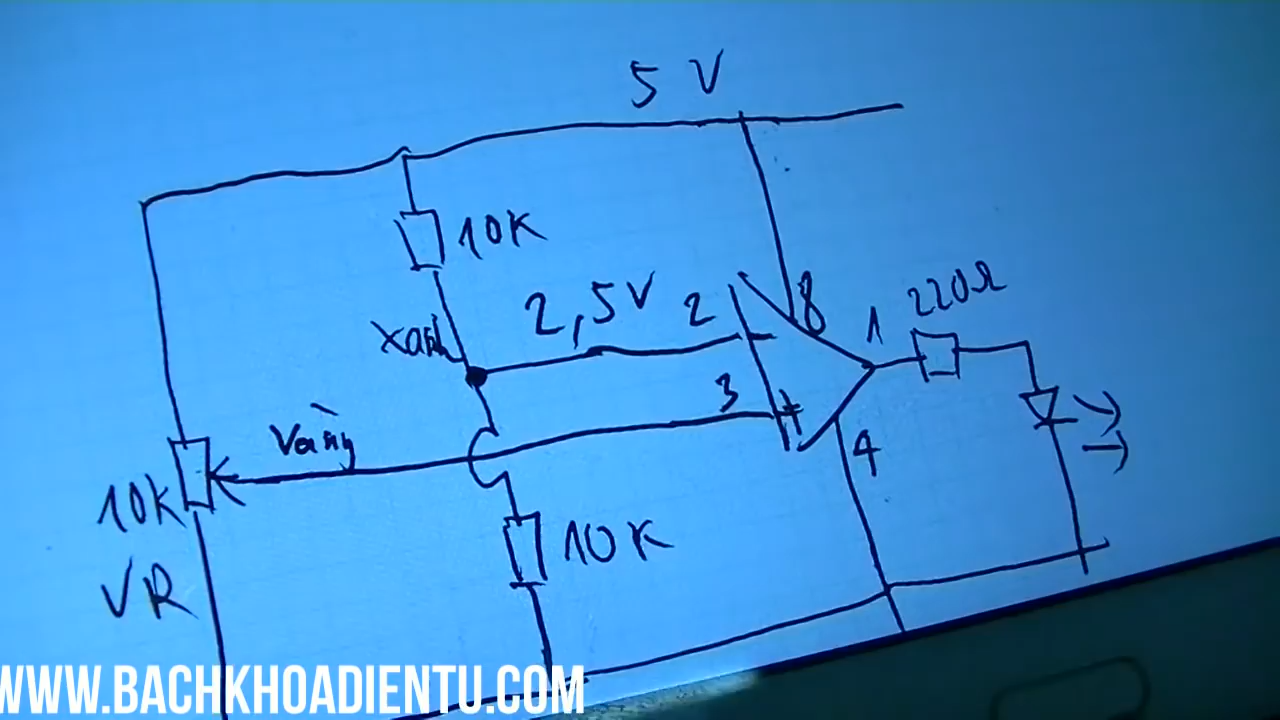 5 V
10K
2,5V
xanh
2
8
1
220Ω
3
Vàng
4
10K
VR
10K
WWW.BACHKHOADIENTU.COM